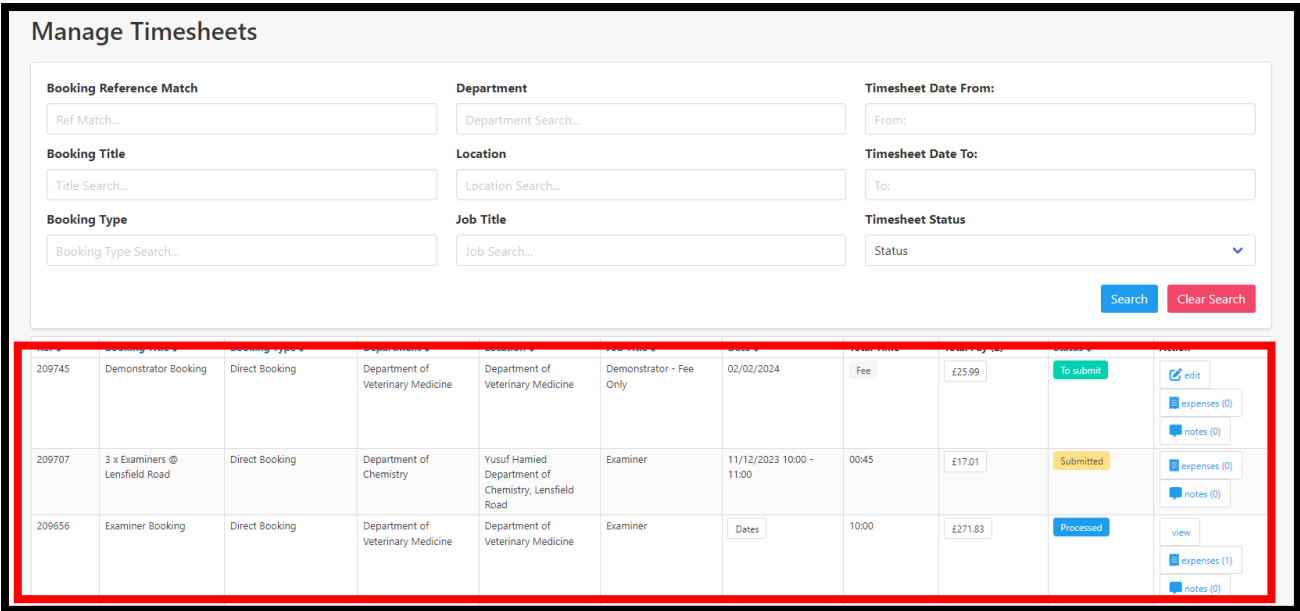 Manage Timesheets
Booking Reference Match Department Timesheet Date From:
Ref Match... Department Search... From:
Booking Title Location Timesheet Date To:
Title Search... Location Search... To:
Booking Type Job Title Timesheet Status
Booking Type Search... Job Search... Status
Search Clear Search
209745 Demonstrator Booking Direct Booking Department of Department of Demonstrator - Fee 02/02/2024 Fee £25.99 To submit edit
Veterinary Medicine Veterinary Medicine Only
expenses (0)
notes (0)
209707 3 x Examiners @ Direct Booking Department of Yusuf Hamied Examiner 11/12/2023 10:00 - 00:45 £17.01 Submitted expenses (0)
Lensfield Road Chemistry Department of 11:00
Chemistry, Lensfield notes (0)
Road
209656 Examiner Booking Direct Booking Department of Department of Examiner Dates 10:00 £271.83 Processed view
Veterinary Medicine Veterinary Medicine
expenses (1)
notes (0)